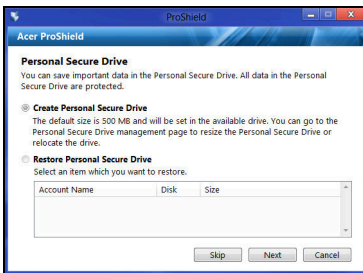 ProShield
Acer ProShield
Personal Secure Drive
You can save important data in the Personal Secure Drive. All data in the Personal
Secure Drive are protected.
Create Personal Secure Drive
The default size is 500 MB and will be set in the available drive. You can go to the
Personal Secure Drive management page to resize the Personal Secure Drive or
relocate the drive.
Restore Personal Secure Drive
Select an item which you want to restore.
Account Name Disk Size
Skip Next Cancel